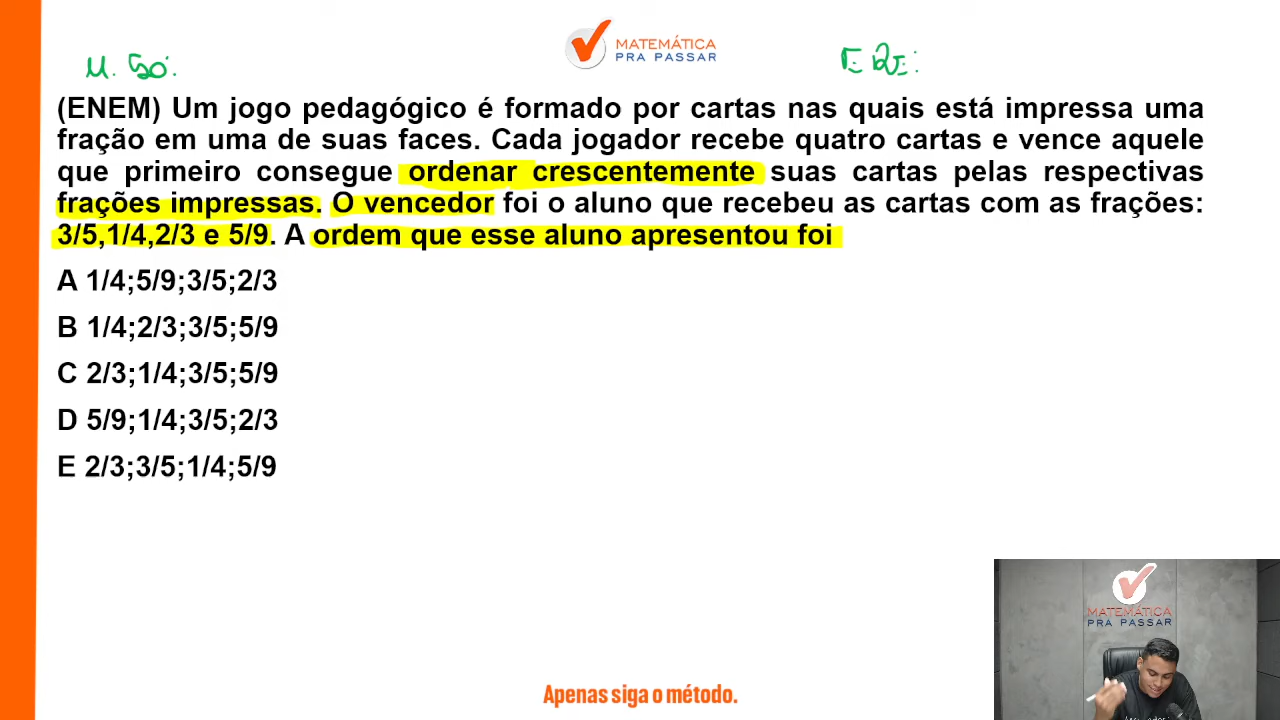 MATEMÁTICA
PRA PASSAR
(ENEM) Um jogo pedagógico é formado por cartas nas quais está impressa uma
fração em uma de suas faces. Cada jogador recebe quatro cartas e vence aquele
que primeiro consegue ordenar crescentemente suas cartas pelas respectivas
frações impressas. O vencedor foi o aluno que recebeu as cartas com as frações:
3/5,1/4,2/3 e 5/9. A ordem que esse aluno apresentou foi
A 1/4;5/9;3/5;2/3
B 1/4;2/3;3/5;5/9
C 2/3;1/4;3/5;5/9
D 5/9;1/4;3/5;2/3
E 2/3;3/5;1/4;5/9
MATEMÁTICA
PRA PASSAR
Apenas siga o método.